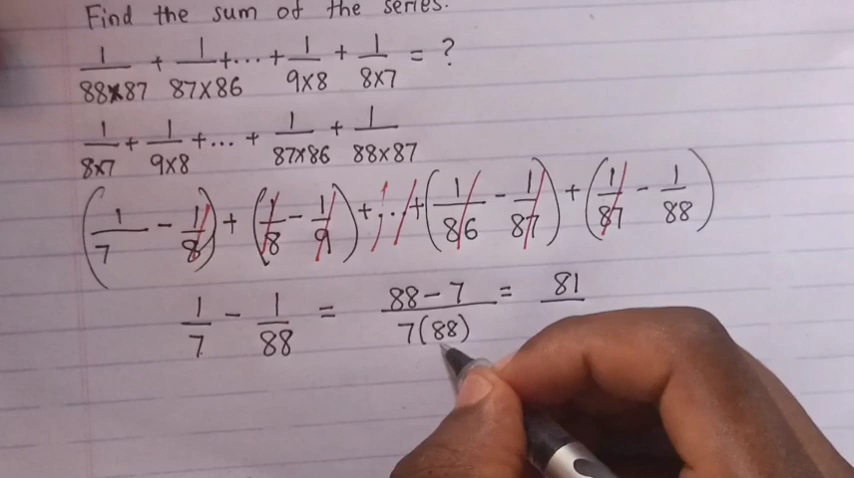 Find the sum of the series.
1/(88×87) + 1/(87×86) +...+ 1/(9×8) + 1/(8×7) = ?
1/(8×7) + 1/(9×8) +...+ 1/(87×86) + 1/(88×87)
(1/7 - 1/8) + (1/8 - 1/9) +...+ (1/86 - 1/87) + (1/87 - 1/88)
1/7 - 1/88 = (88-7)/(7(88)) = 81/